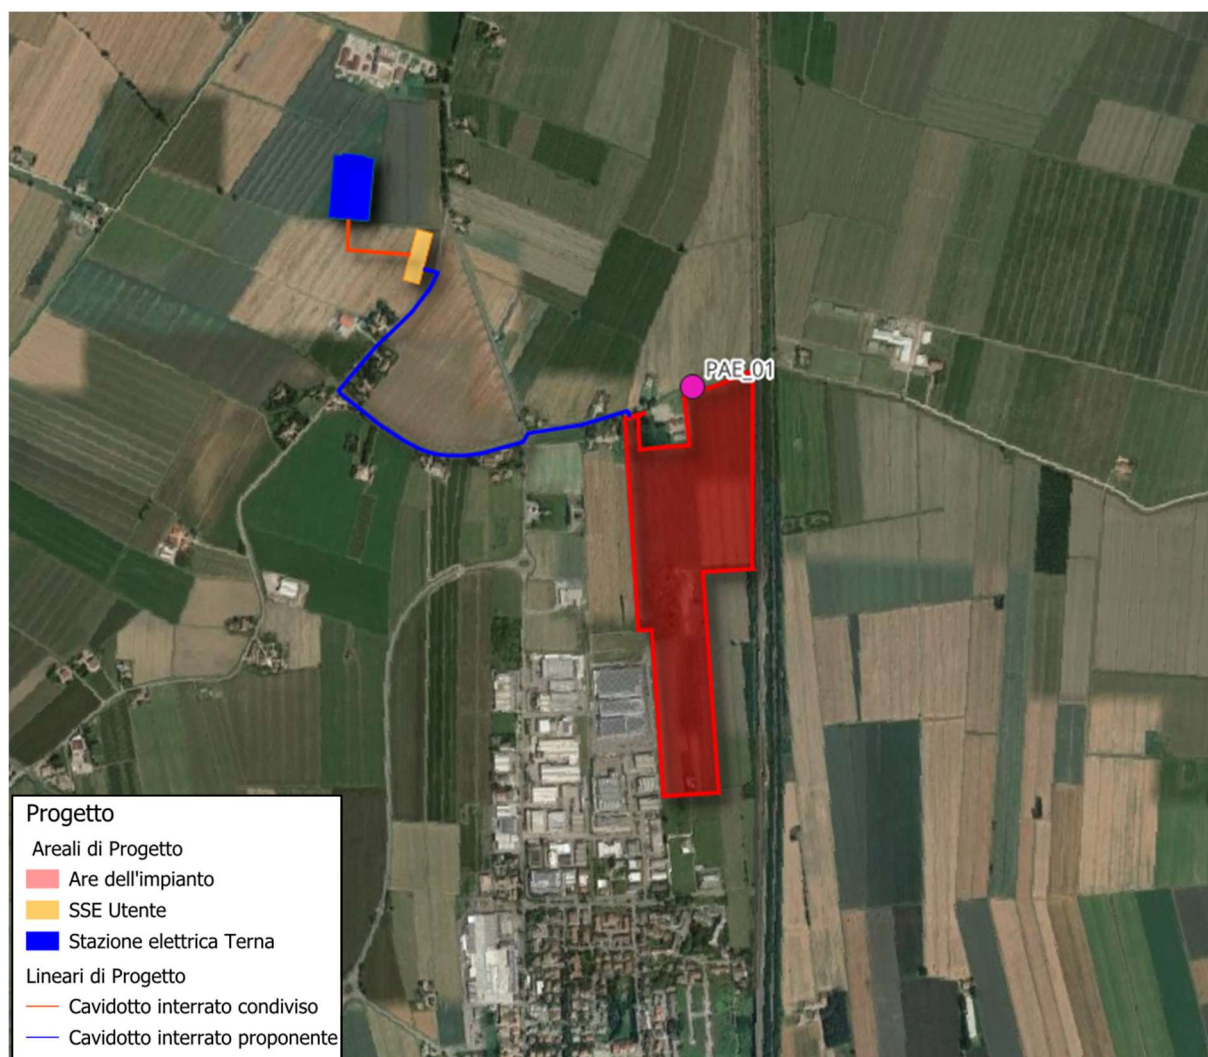 PAE_01
Progetto
Areali di Progetto
Are dell'impianto
SSE Utente
Stazione elettrica Terna
Lineari di Progetto
Cavidotto interrato condiviso
Cavidotto interrato proponente